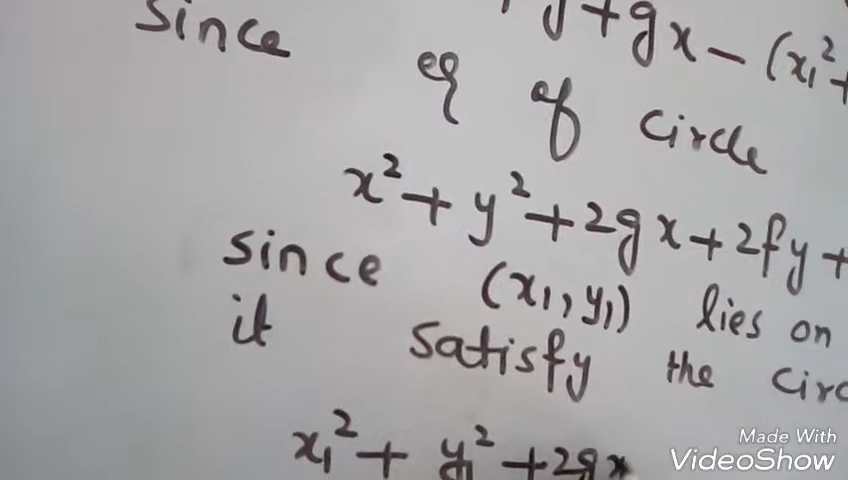 y+gx-(x₁²+
Since eq of circle
x²+y²+2gx+2fy+
since (x₁,y₁) lies on
it satisfy the circ
x₁²+y₁²+2gx
Made With
VideoShow